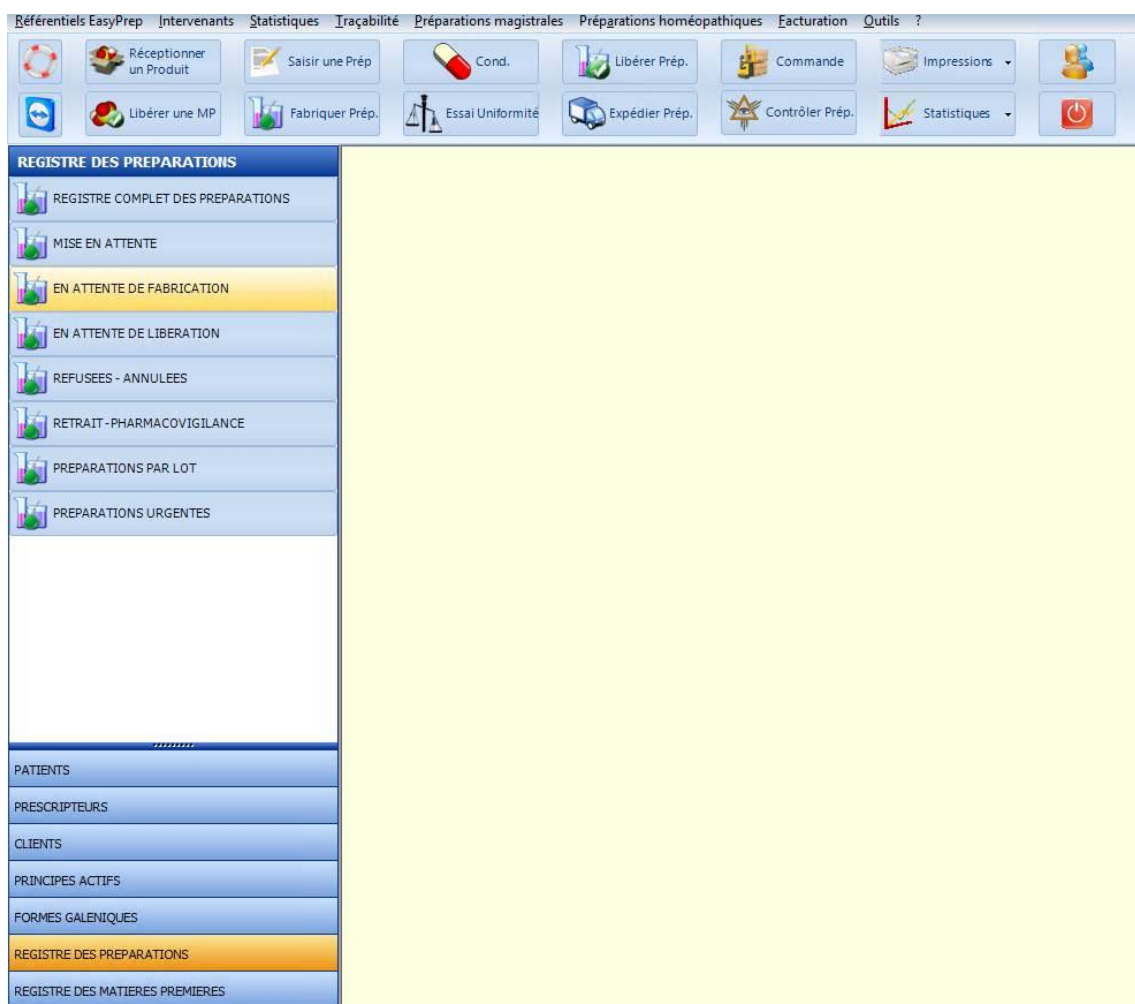 Référentiels EasyPrep Intervenants Statistiques Traçabilité Préparations magistrales Préparations homéopathiques Facturation Outils ?
Réceptionner
un Produit
Saisir une Prép
Cond.
Libérer Prép.
Commande
Impressions
Libérer une MP
Fabriquer Prép.
Essai Uniformité
Expédier Prép.
Contrôler Prép.
Statistiques
REGISTRE DES PREPARATIONS
REGISTRE COMPLET DES PREPARATIONS
MISE EN ATTENTE
EN ATTENTE DE FABRICATION
EN ATTENTE DE LIBERATION
REFUSEES - ANNULEES
RETRAIT-PHARMACOVIGILANCE
PREPARATIONS PAR LOT
PREPARATIONS URGENTES
PATIENTS
PRESCRIPTEURS
CLIENTS
PRINCIPES ACTIFS
FORMES GALENIQUES
REGISTRE DES PREPARATIONS
REGISTRE DES MATIERES PREMIERES